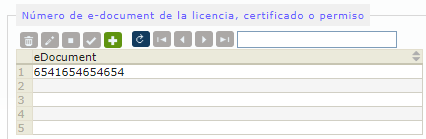 Número de e-document de la licencia, certificado o permiso
eDocument
1 6541654654654
2
3
4
5